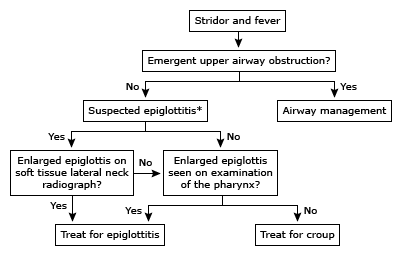 Stridor and fever
Emergent upper airway obstruction?
No
Yes
Suspected epiglottitis*
Airway management
Yes
No
Enlarged epiglottis on
soft tissue lateral neck
radiograph?
No
Enlarged epiglottis
seen on examination
of the pharynx?
Yes
Yes
No
Treat for epiglottitis
Treat for croup